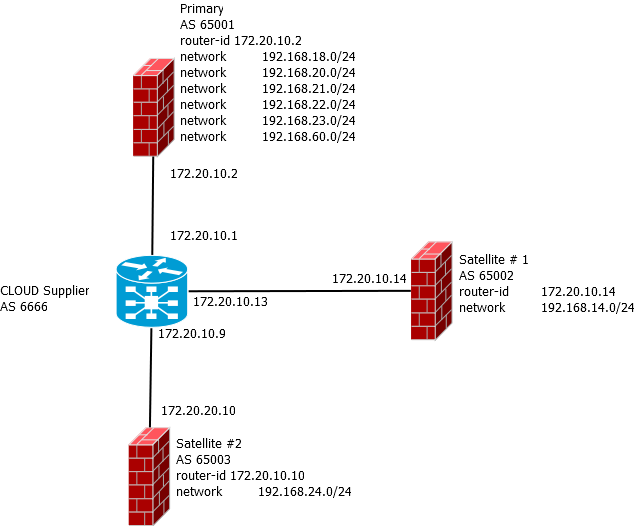 Primary
AS 65001
router-id 172.20.10.2
network 192.168.18.0/24
network 192.168.20.0/24
network 192.168.21.0/24
network 192.168.22.0/24
network 192.168.23.0/24
network 192.168.60.0/24
172.20.10.2
172.20.10.1
CLOUD Supplier
AS 6666
172.20.10.13
172.20.10.14
Satellite # 1
AS 65002
router-id 172.20.10.14
network 192.168.14.0/24
172.20.10.9
172.20.20.10
Satellite #2
AS 65003
router-id 172.20.10.10
network 192.168.24.0/24